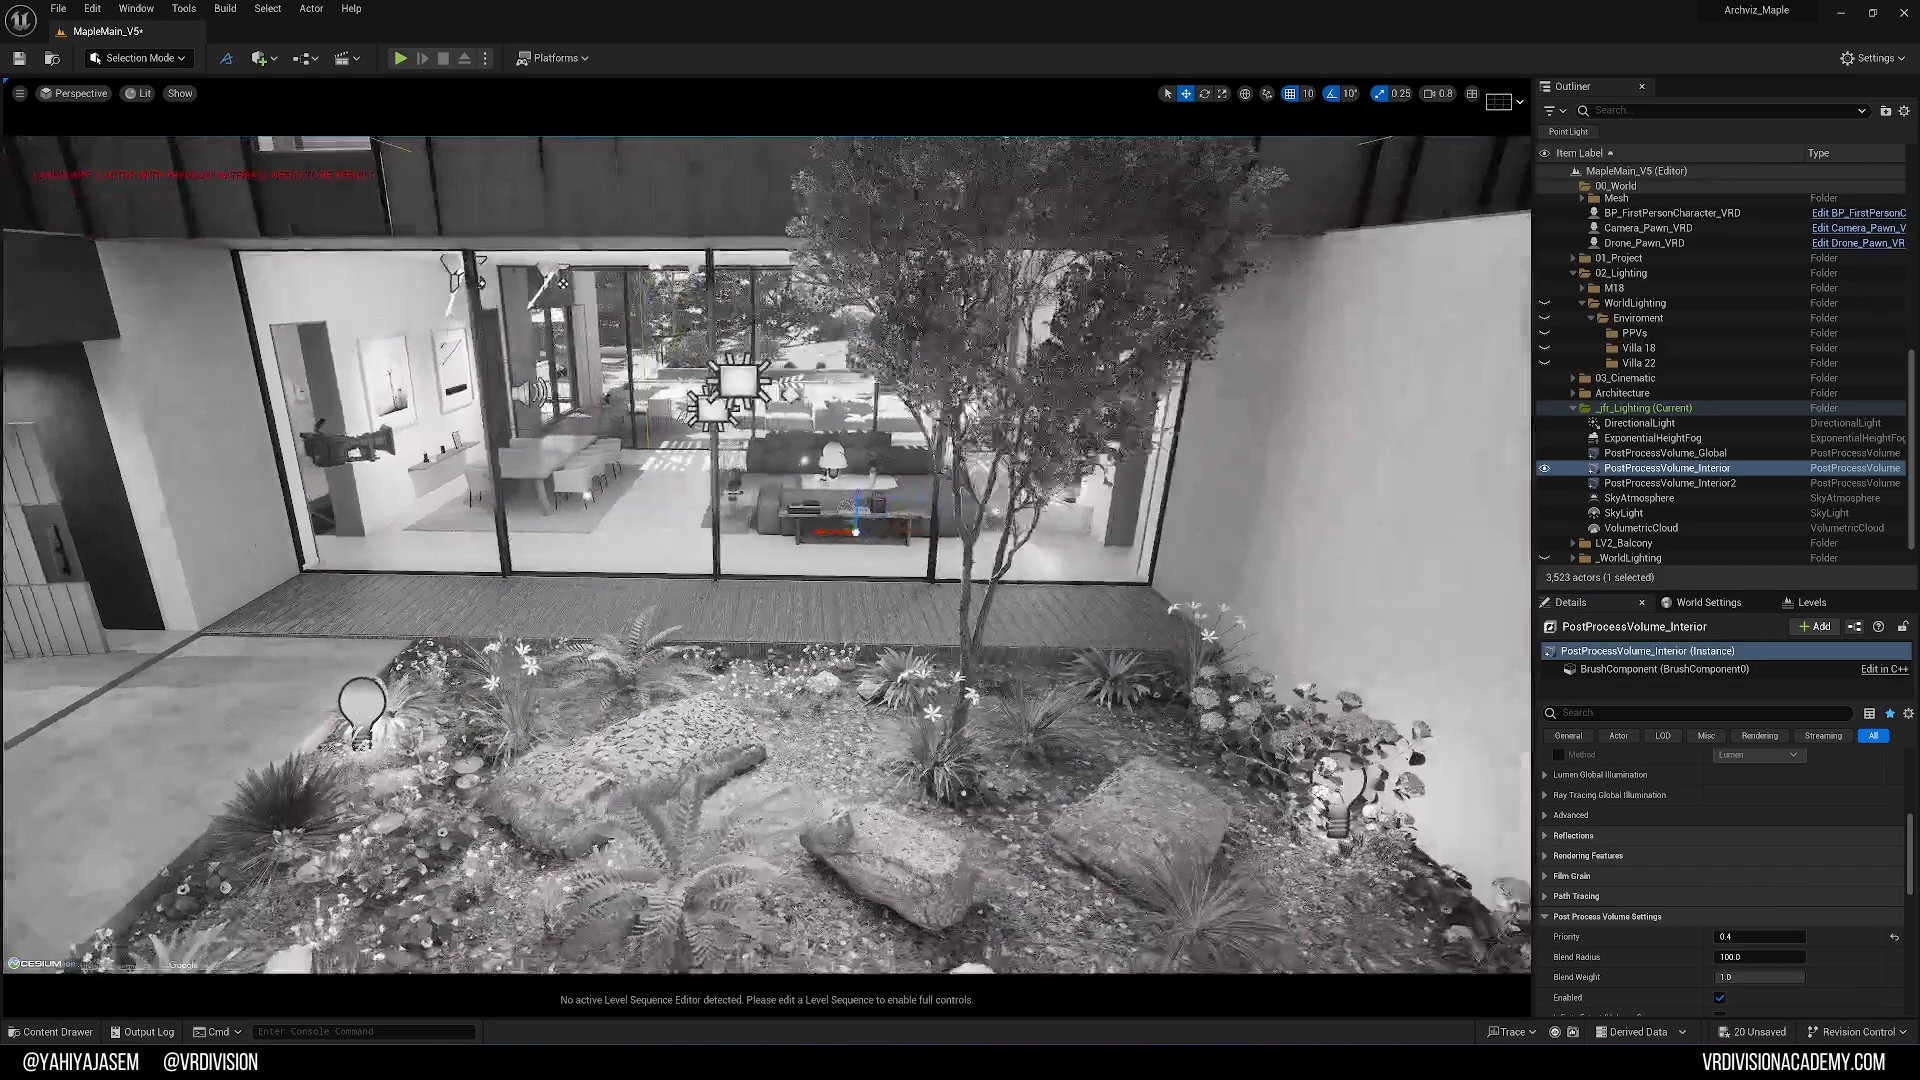 File Edit Window Tools Build Select Actor Help
Archviz_Maple
MapleMain_V5*
Selection Mode
Platforms
Settings
Perspective
Lit
Show
10
10°
0.25
0.8
Outliner
Search...
Point Light
Item Label
Type
MapleMain_V5 (Editor)
00_World
Mesh Folder
BP_FirstPersonCharacter_VRD Edit BP_FirstPersonC
Camera_Pawn_VRD Edit Camera_Pawn_V
Drone_Pawn_VRD Edit Drone_Pawn_VR
01_Project Folder
02_Lighting Folder
M18 Folder
WorldLighting Folder
Enviroment Folder
PPVs Folder
Villa 18 Folder
Villa 22 Folder
03_Cinematic Folder
Architecture Folder
_jfr_Lighting (Current) Folder
DirectionalLight DirectionalLight
ExponentialHeightFog ExponentialHeightFog
PostProcessVolume_Global PostProcessVolume
PostProcessVolume_Interior PostProcessVolume
PostProcessVolume_Interior2 PostProcessVolume
SkyAtmosphere SkyAtmosphere
SkyLight SkyLight
VolumetricCloud VolumetricCloud
LV2_Balcony Folder
_WorldLighting Folder
3,523 actors (1 selected)
Details
World Settings
Levels
PostProcessVolume_Interior
Add
PostProcessVolume_Interior (Instance)
BrushComponent (BrushComponent0) Edit in C++
Search
General Actor LOD Misc Rendering Streaming All
Method Lumen
Lumen Global Illumination
Ray Tracing Global Illumination
Advanced
Reflections
Rendering Features
Film Grain
Path Tracing
Post Process Volume Settings
Priority 0.4
Blend Radius 100.0
Blend Weight 1.0
Enabled
CESIUM ion
Google
No active Level Sequence Editor detected. Please edit a Level Sequence to enable full controls.
Content Drawer
Output Log
Cmd
Enter Console Command
Trace
Derived Data
20 Unsaved
Revision Control
@YAHIYAJASEM @VRDIVISION
VRDIVISIONACADEMY.COM